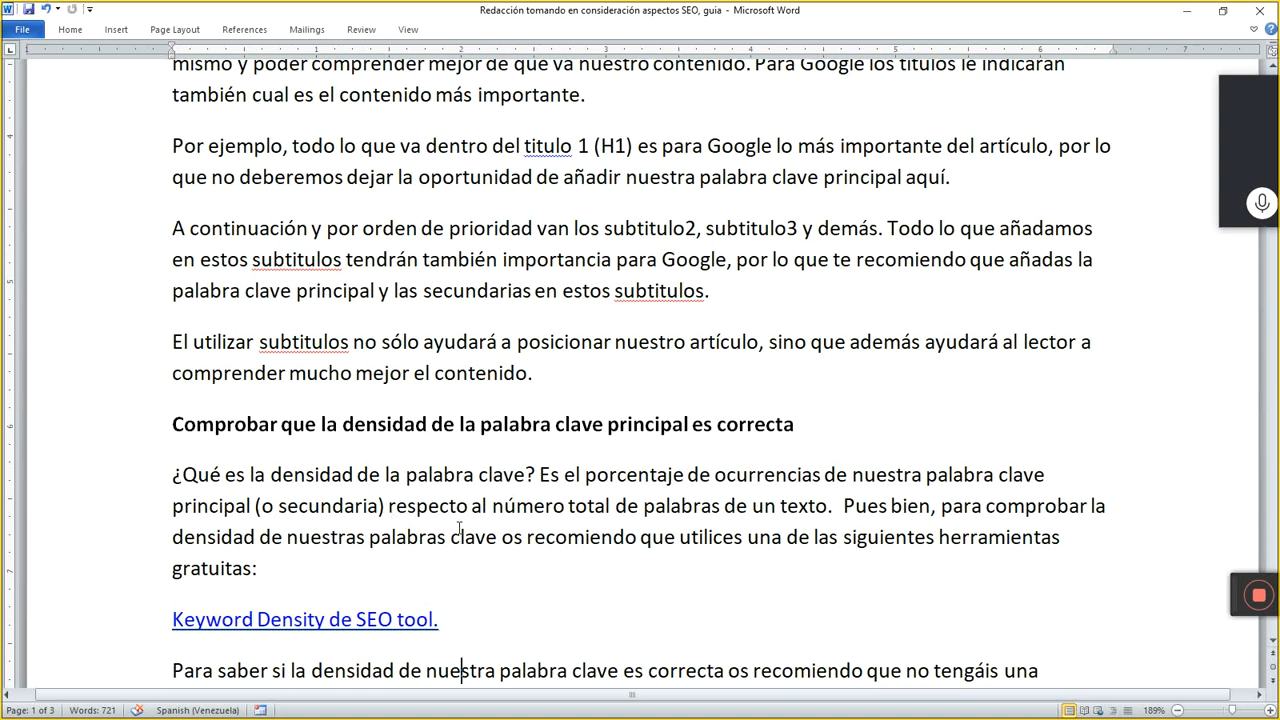 Redacción tomando en consideración aspectos SEO, guia - Microsoft Word
File Home Insert Page Layout References Mailings Review View
1 2 3 4 5 6 7
mismo y poder comprender mejor de que va nuestro contenido. Para Google los titulos le indicarán
también cual es el contenido más importante.
Por ejemplo, todo lo que va dentro del titulo 1 (H1) es para Google lo más importante del artículo, por lo
que no deberemos dejar la oportunidad de añadir nuestra palabra clave principal aquí.
A continuación y por orden de prioridad van los subtitulo2, subtitulo3 y demás. Todo lo que añadamos
en estos subtitulos tendrán también importancia para Google, por lo que te recomiendo que añadas la
palabra clave principal y las secundarias en estos subtitulos.
El utilizar subtitulos no sólo ayudará a posicionar nuestro artículo, sino que además ayudará al lector a
comprender mucho mejor el contenido.
Comprobar que la densidad de la palabra clave principal es correcta
¿Qué es la densidad de la palabra clave? Es el porcentaje de ocurrencias de nuestra palabra clave
principal (o secundaria) respecto al número total de palabras de un texto.  Pues bien, para comprobar la
densidad de nuestras palabras clave os recomiendo que utilices una de las siguientes herramientas
gratuitas:
Keyword Density de SEO tool.
Para saber si la densidad de nuestra palabra clave es correcta os recomiendo que no tengáis una
Page: 1 of 3 Words: 721 Spanish (Venezuela) 189%